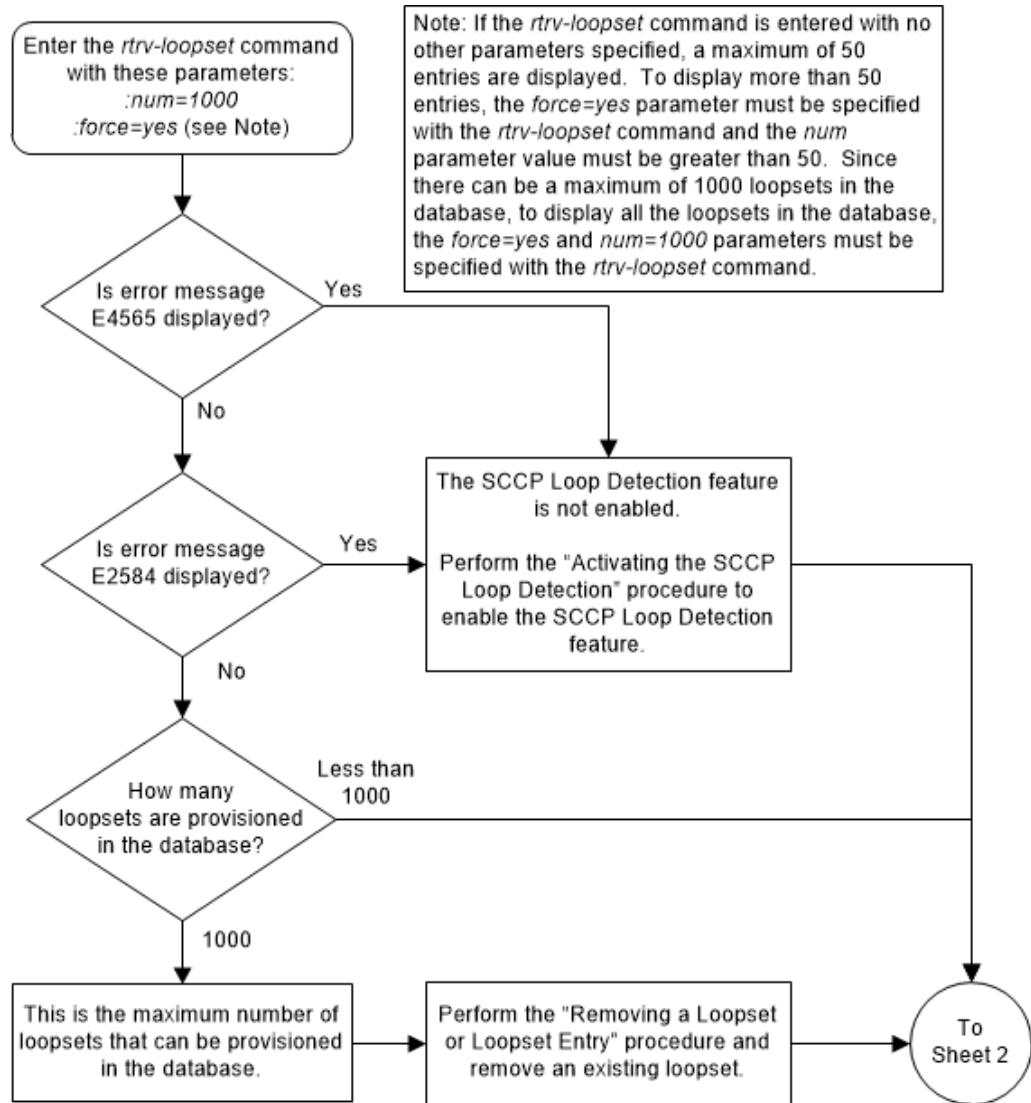 Enter the rtrv-loopset command
with these parameters:
:num=1000
:force=yes (see Note)
Note: If the rtrv-loopset command is entered with no
other parameters specified, a maximum of 50
entries are displayed. To display more than 50
entries, the force=yes parameter must be specified
with the rtrv-loopset command and the num
parameter value must be greater than 50. Since
there can be a maximum of 1000 loopsets in the
database, to display all the loopsets in the database,
the force=yes and num=1000 parameters must be
specified with the rtrv-loopset command.
Is error message
E4565 displayed?
Yes
No
Is error message
E2584 displayed?
Yes
No
The SCCP Loop Detection feature
is not enabled.
Perform the "Activating the SCCP
Loop Detection" procedure to
enable the SCCP Loop Detection
feature.
How many
loopsets are provisioned
in the database?
Less than
1000
1000
This is the maximum number of
loopsets that can be provisioned
in the database.
Perform the "Removing a Loopset
or Loopset Entry" procedure and
remove an existing loopset.
To
Sheet 2